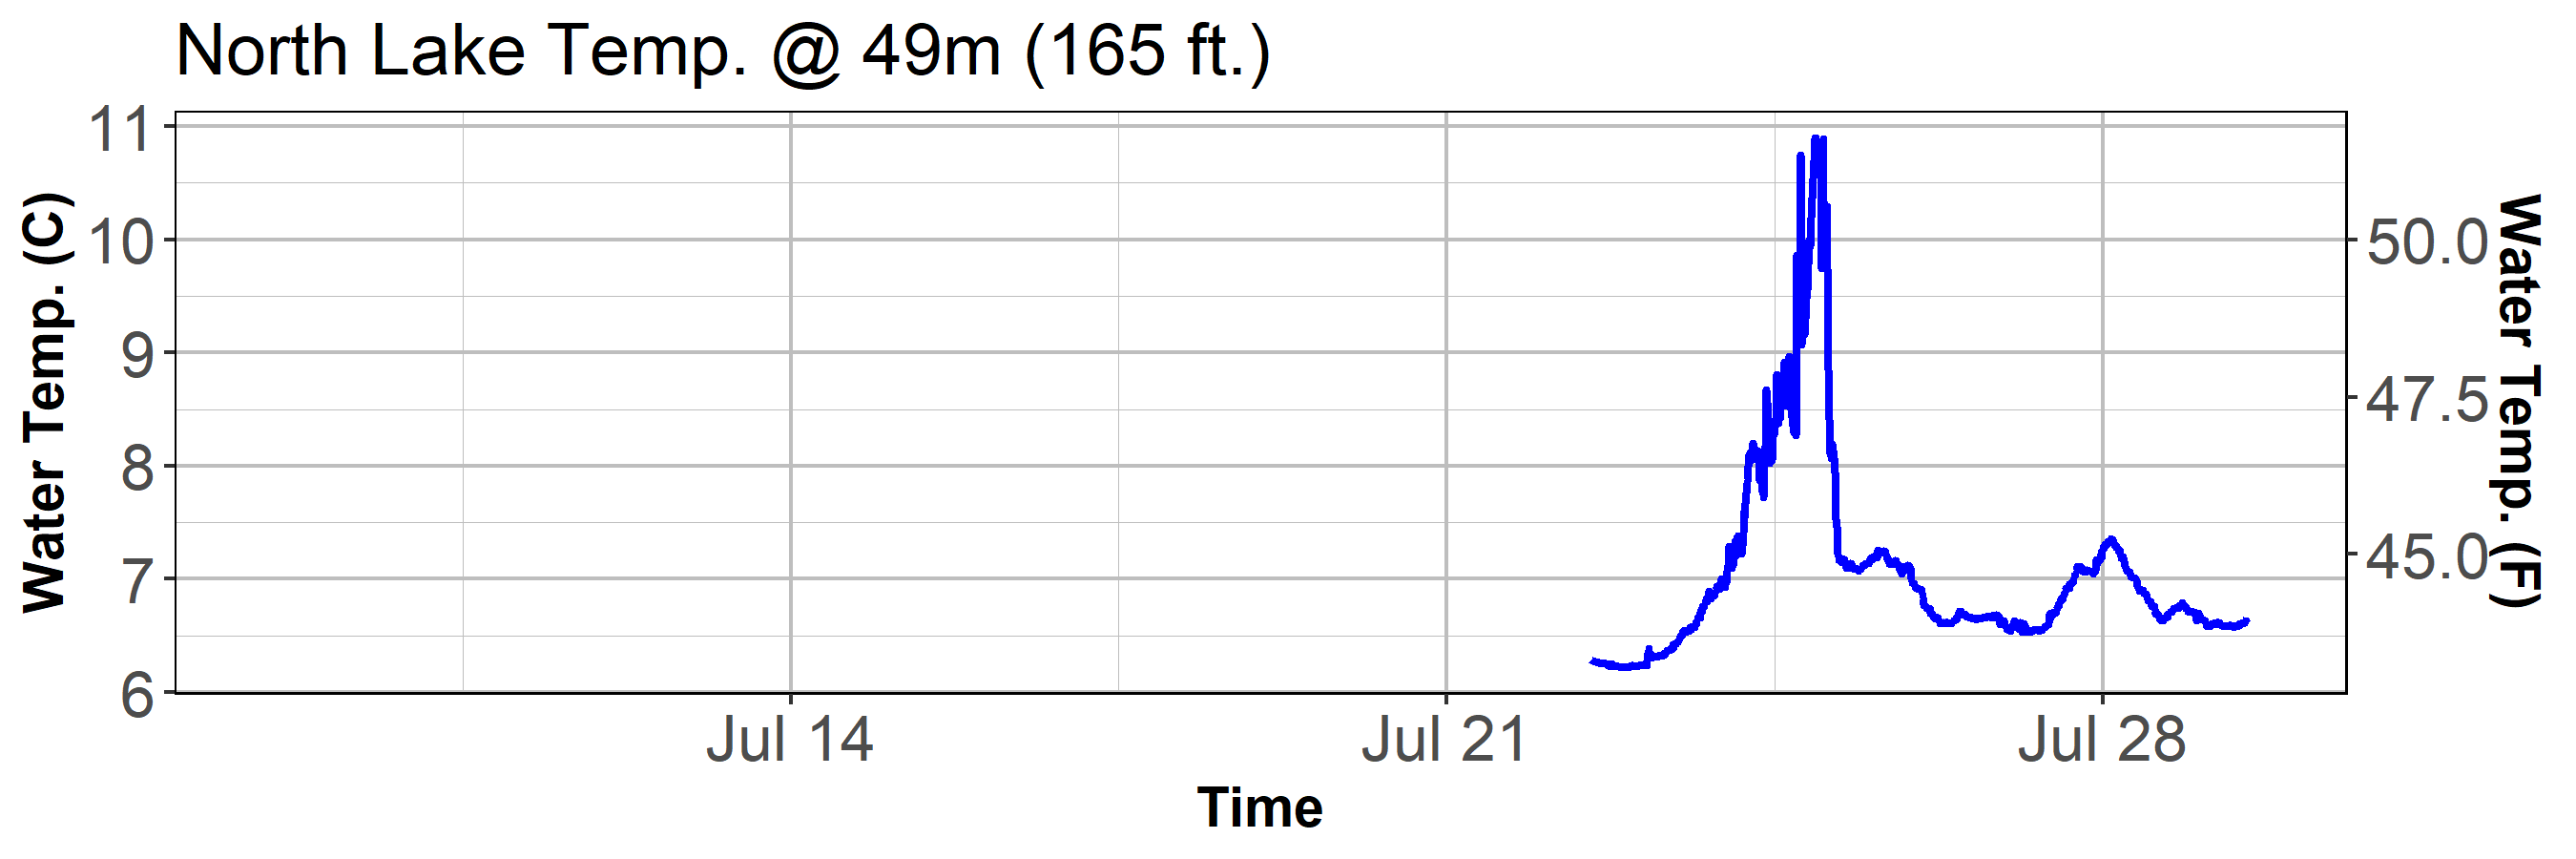 North Lake Temp. @ 49m (165 ft.)
Water Temp. (C)
11
10
9
8
7
6
50.0
47.5
45.0
Water Temp. (F)
Jul 14
Jul 21
Jul 28
Time